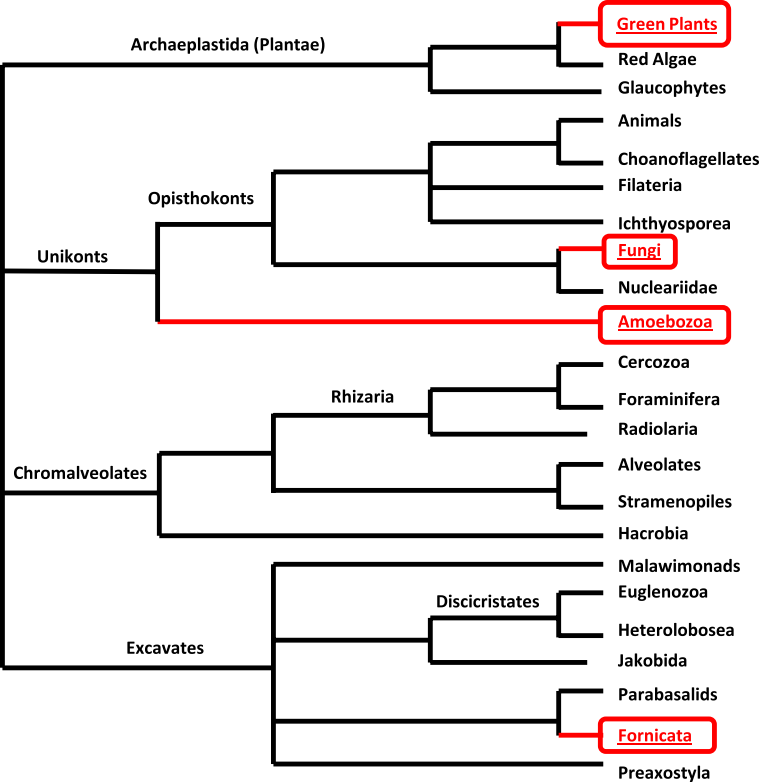 Green Plants
Archaeplastida (Plantae)
Red Algae
Glaucophytes
Animals
Choanoflagellates
Filateria
Opisthokonts
Ichthyosporea
Fungi
Unikonts
Nucleariidae
Amoebozoa
Cercozoa
Rhizaria
Foraminifera
Radiolaria
Alveolates
Chromalveolates
Stramenopiles
Hacrobia
Malawimonads
Euglenozoa
Discicristates
Heterolobosea
Excavates
Jakobida
Parabasalids
Fornicata
Preaxostyla